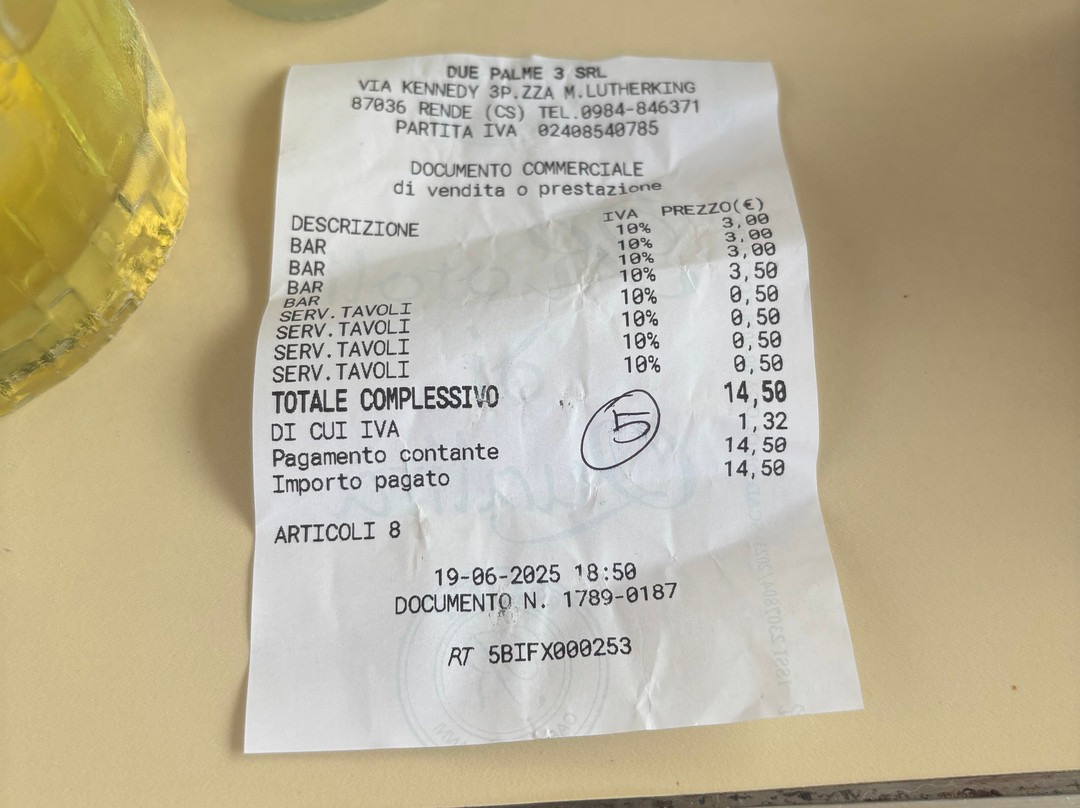 DUE PALME 3 SRL
VIA KENNEDY 3P.ZZA M.LUTHERKING
87036 RENDE (CS) TEL.0984-846371
PARTITA IVA 02408540785
DOCUMENTO COMMERCIALE
di vendita o prestazione
DESCRIZIONE IVA PREZZO(€)
BAR 10% 3,00
BAR 10% 3,00
BAR 10% 3,00
BAR 10% 3,50
SERV.TAVOLI 10% 0,50
SERV.TAVOLI 10% 0,50
SERV.TAVOLI 10% 0,50
SERV.TAVOLI 10% 0,50
TOTALE COMPLESSIVO 14,50
DI CUI IVA 1,32
Pagamento contante 14,50
Importo pagato 14,50
5
ARTICOLI 8
19-06-2025 18:50
DOCUMENTO N. 1789-0187
RT 5BIFX000253